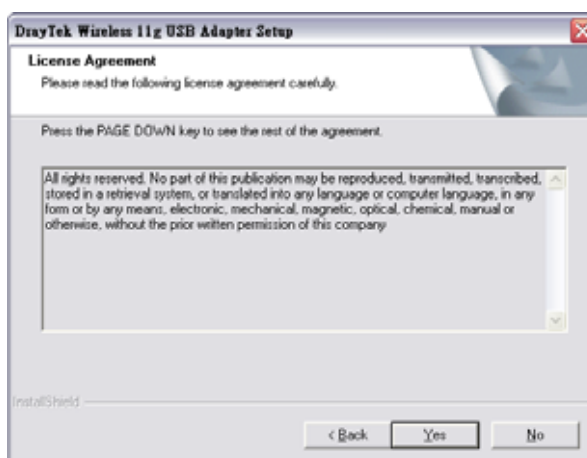 DrayTek Wireless 11g USB Adapter Setup
License Agreement
Please read the following license agreement carefully.
Press the PAGE DOWN key to see the rest of the agreement.
All rights reserved. No part of this publication may be reproduced, transmitted, transcribed,
stored in a retrieval system, or translated into any language or computer language, in any
form or by any means, electronic, mechanical, magnetic, optical, chemical, manual or
otherwise, without the prior written permission of this company
InstallShield
< Back
Yes
No